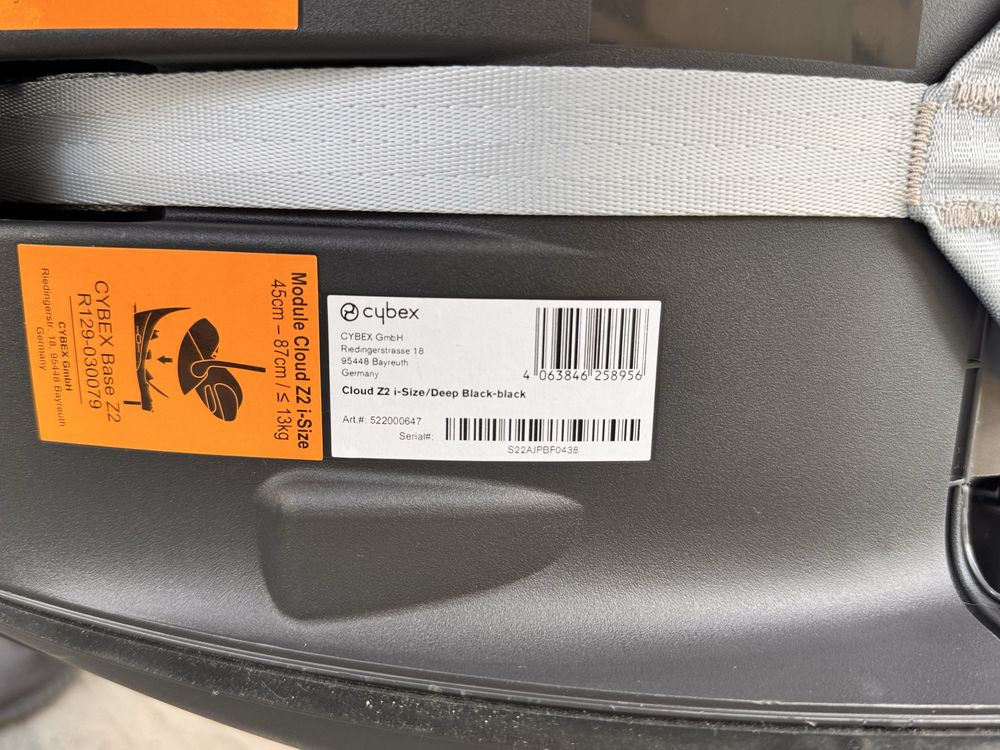 Module Cloud Z2 i-Size
45cm – 87cm / ≤ 13kg
CYBEX Base Z2
R129-030079
CYBEX GmbH
Riedingerstr. 18, 95448 Bayreuth
Germany
cybex
CYBEX GmbH
Riedingerstrasse 18
95448 Bayreuth
Germany
4 063846 258956
Cloud Z2 i-Size/Deep Black-black
Art.#: 522000647
Serial#:
S22AJPBF0438